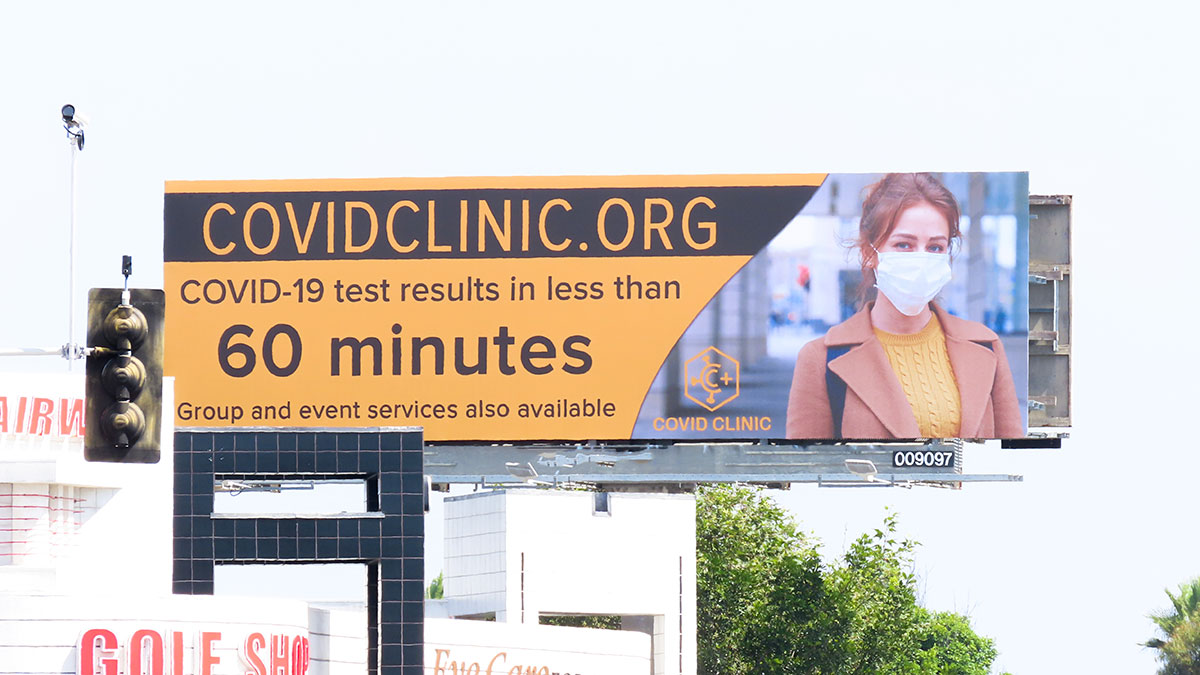 COVIDCLINIC.ORG
COVID-19 test results in less than
60 minutes
Group and event services also available
C+
COVID CLINIC
009097
GOLF SHOP